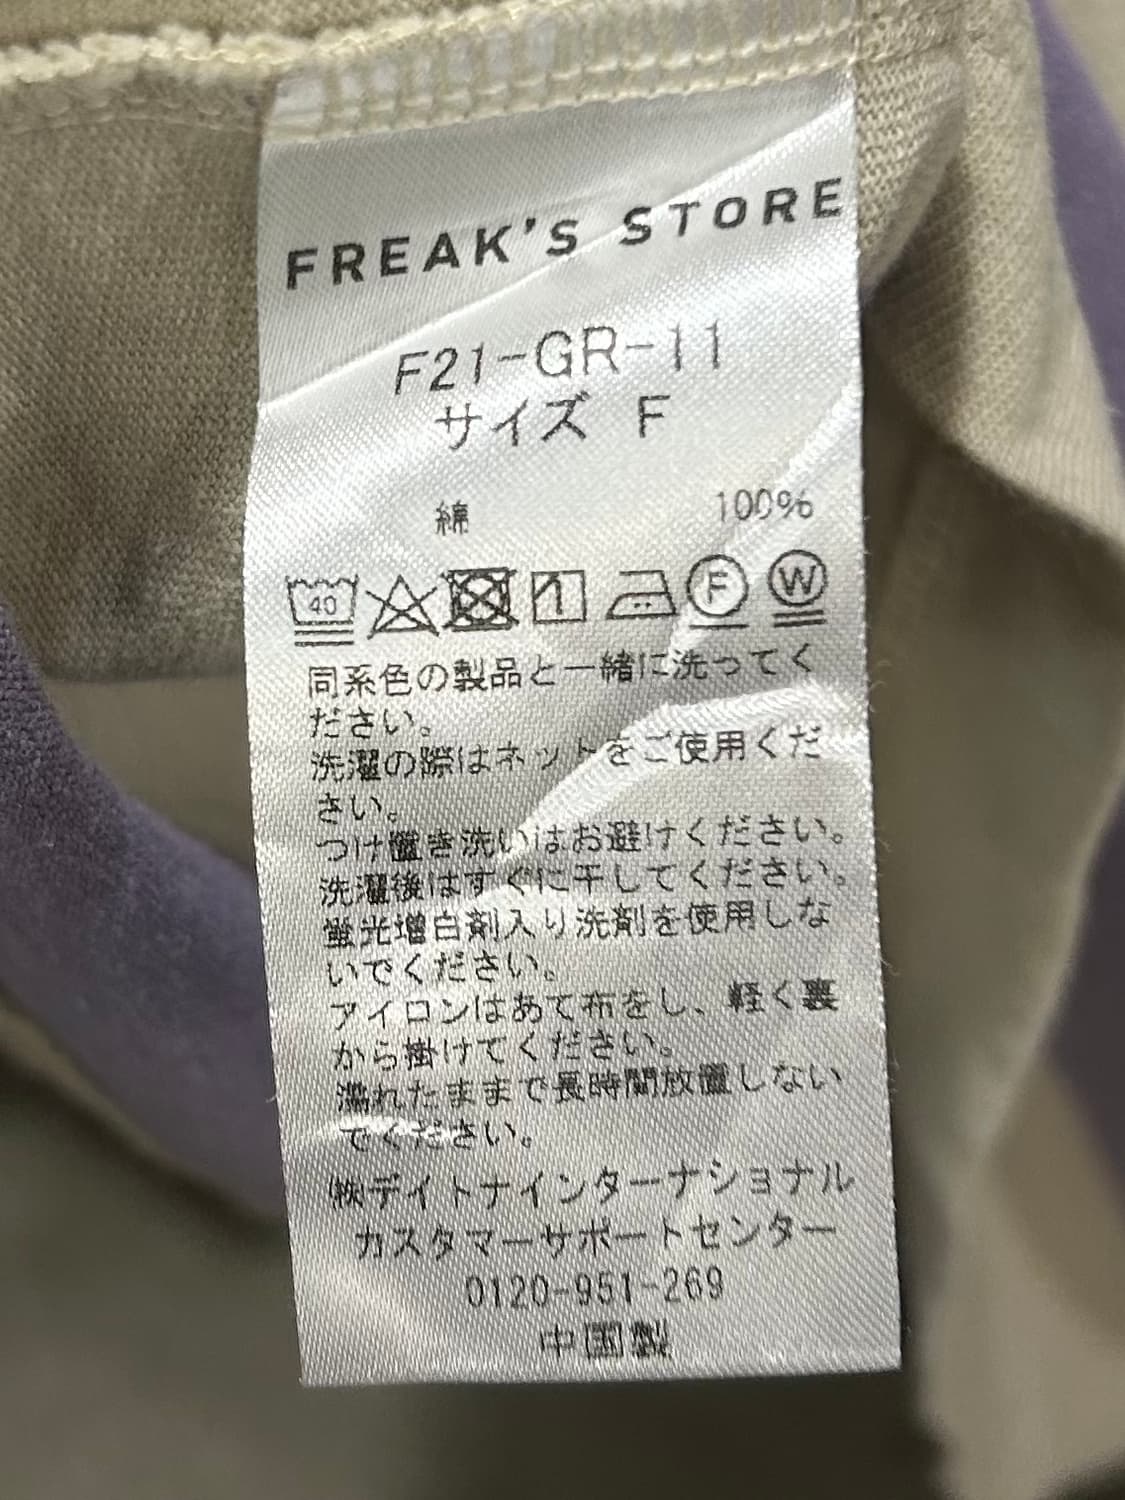 FREAK'S STORE
F21-GR-11
サイズ F
綿 100%
40 F W
同系色の製品と一緒に洗ってく
ださい。
洗濯の際はネットをご使用くだ
さい。
つけ置き洗いはお避けください。
洗濯後はすぐに干してください。
蛍光増白剤入り洗剤を使用しな
いでください。
アイロンはあて布をし、軽く裏
から掛けてください。
濡れたままで長時間放置しない
でください。
㈱デイトナインターナショナル
カスタマーサポートセンター
0120-951-269
中国製